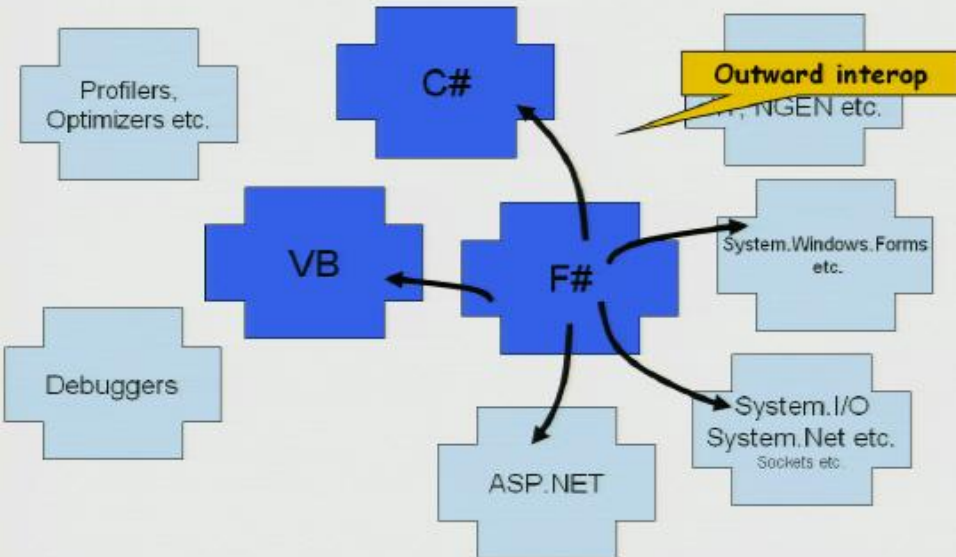 Profilers,
Optimizers etc.
C#
Outward interop
NGEN etc.
VB
F#
System.Windows.Forms
etc.
Debuggers
System.I/O
System.Net etc.
Sockets etc.
ASP.NET